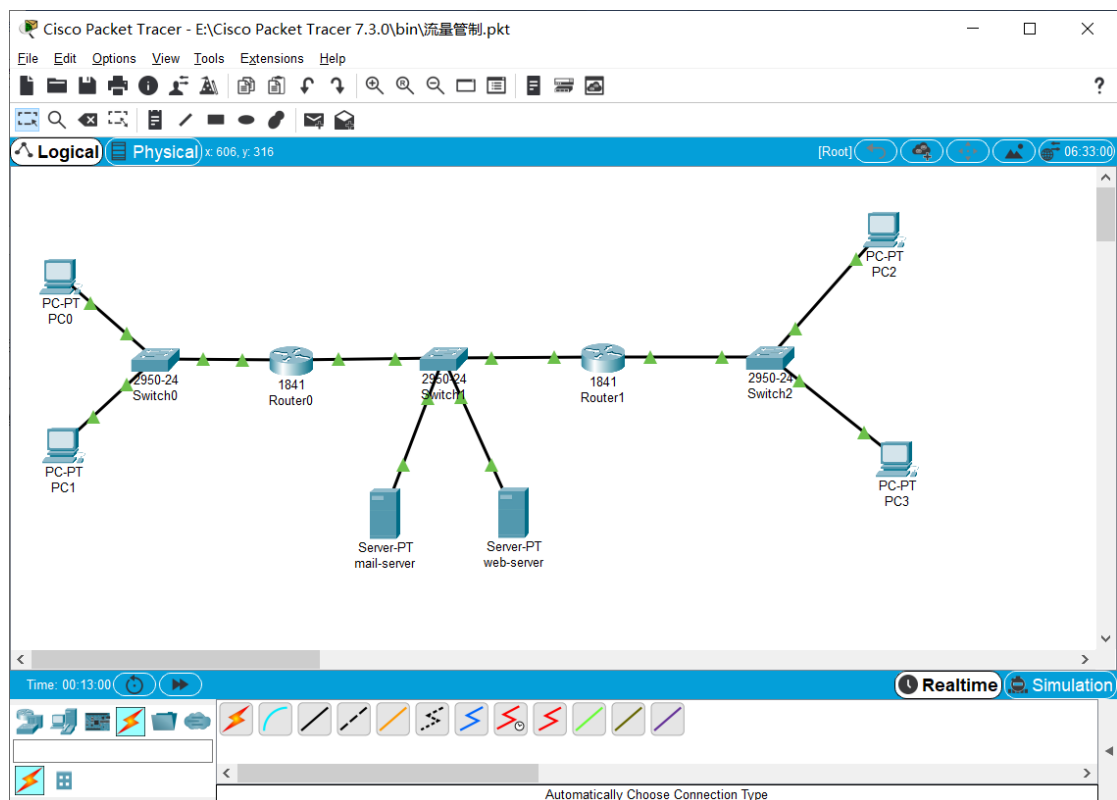 Cisco Packet Tracer - E:\Cisco Packet Tracer 7.3.0\bin\流量管制.pkt
File Edit Options View Tools Extensions Help
?
Logical Physical x: 606, y: 316 [Root] 06:33:00
PC-PT
PC0
PC-PT
PC1
2950-24
Switch0
1841
Router0
2950-24
Switch1
1841
Router1
2950-24
Switch2
PC-PT
PC2
PC-PT
PC3
Server-PT
mail-server
Server-PT
web-server
Time: 00:13:00 Realtime Simulation
Automatically Choose Connection Type